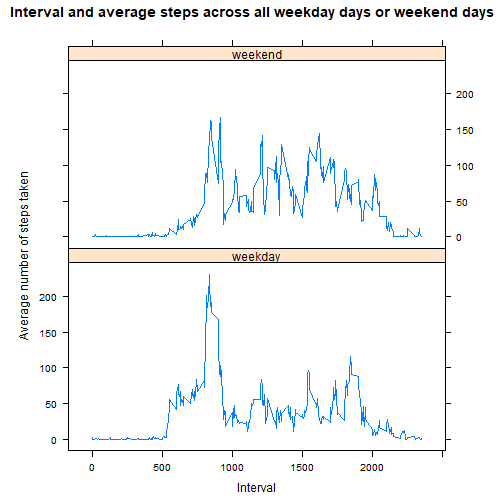 Interval and average steps across all weekday days or weekend days
weekend
200
150
100
50
0
weekday
200
150
100
50
0
0 500 1000 1500 2000
Average number of steps taken
Interval